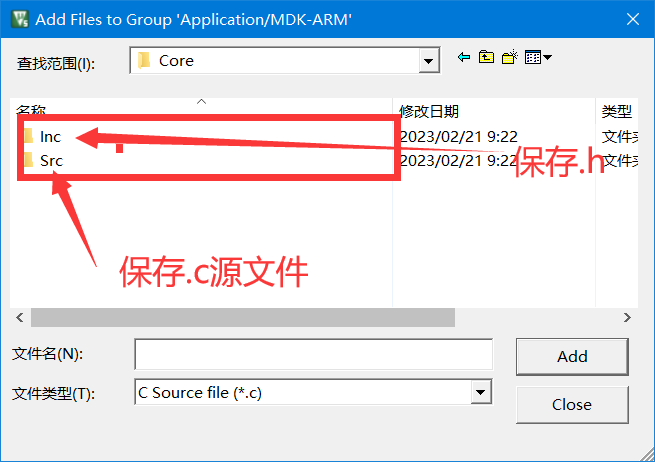 Add Files to Group 'Application/MDK-ARM'
查找范围(I):
Core
名称
修改日期
类型
Inc
2023/02/21 9:22
文件夹
Src
2023/02/21 9:22
文件夹
保存.h
保存.c源文件
文件名(N):
Add
文件类型(T):
C Source file (*.c)
Close